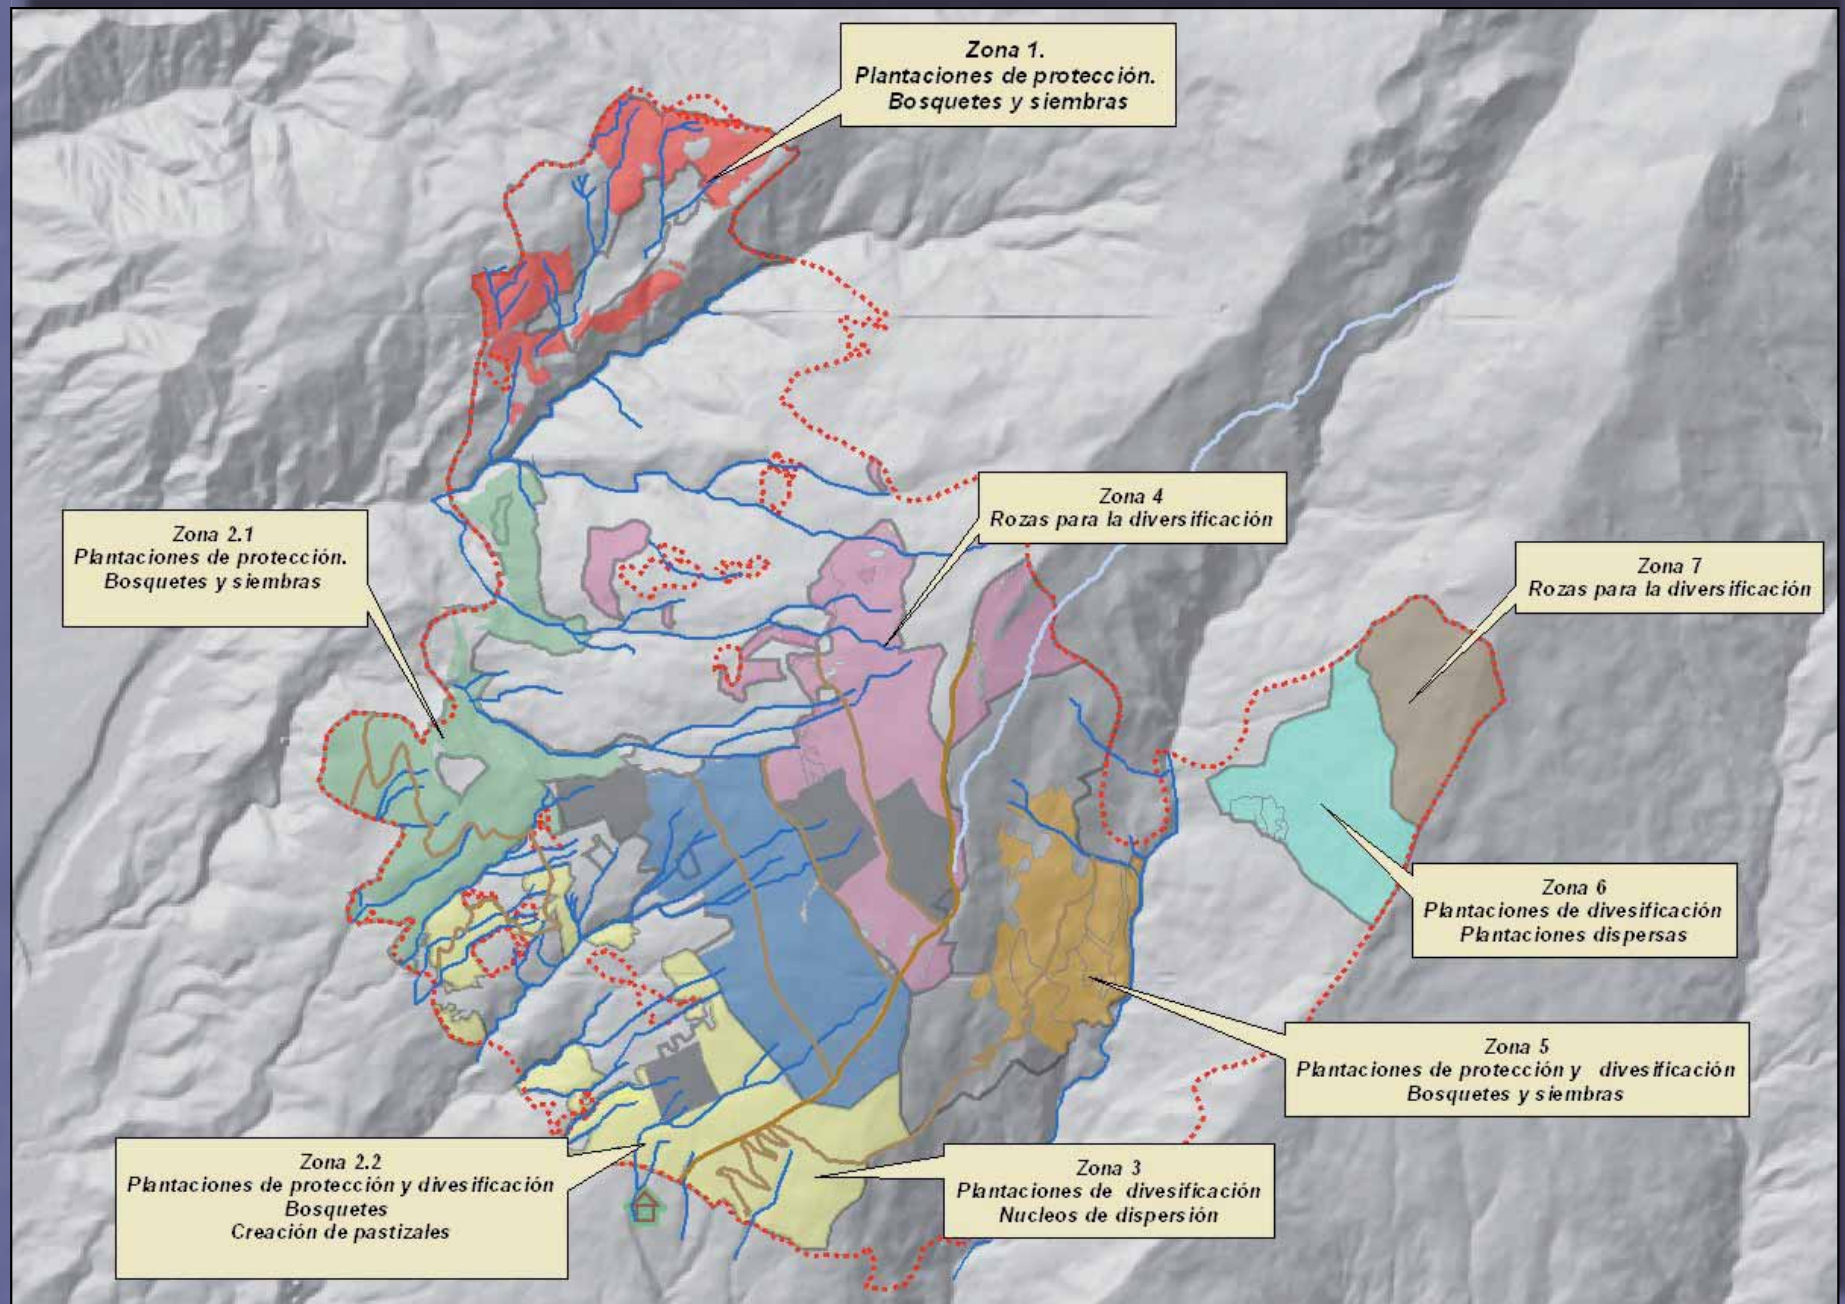 Zona 1.
Plantaciones de protección.
Bosquetes y siembras
Zona 4
Rozas para la diversificación
Zona 2.1
Plantaciones de protección.
Bosquetes y siembras
Zona 7
Rozas para la diversificación
Zona 6
Plantaciones de divesificación
Plantaciones dispersas
Zona 5
Plantaciones de protección y divesificación
Bosquetes y siembras
Zona 2.2
Plantaciones de protección y divesificación
Bosquetes
Creación de pastizales
Zona 3
Plantaciones de divesificación
Nucleos de dispersión